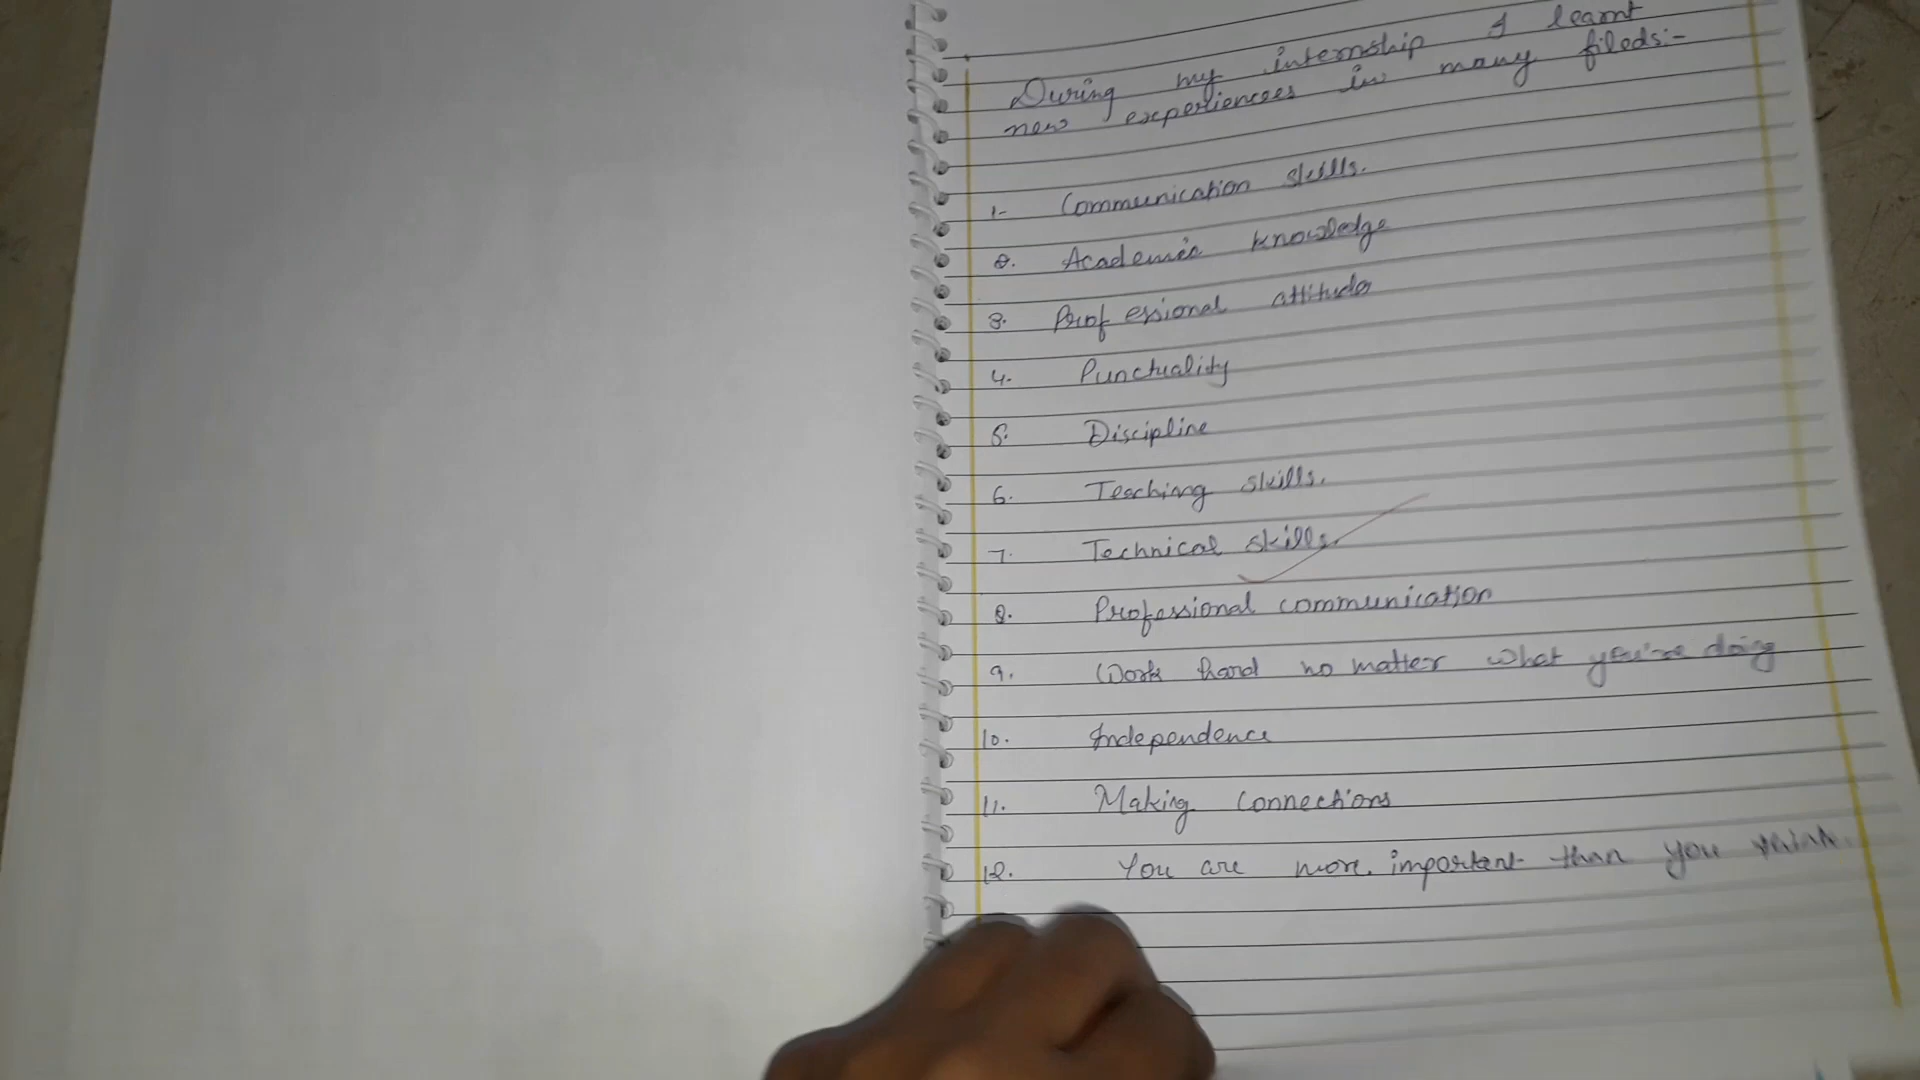 During my internship I learnt
new experiencees in many fileds:-
1- Communication skills.
2. Academic knowledge
3. Professional attitude
4. Punctuality
5. Discipline
6. Teaching skills.
7. Technical skills.
8. Professional communication
9. Work hard no matter what you're doing
10. Independence
11. Making connections
12. You are more important than you think.